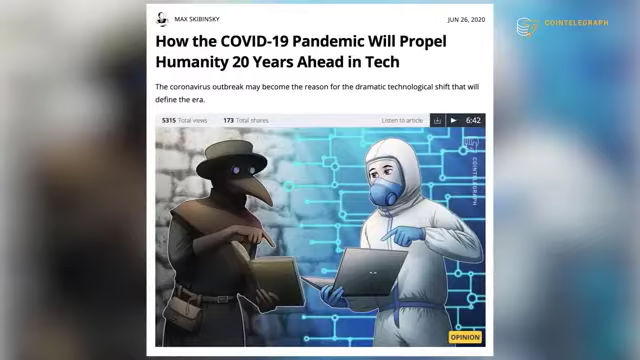 MAX SKIBINSKY
JUN 26, 2020
COINTELEGRAPH
How the COVID-19 Pandemic Will Propel
Humanity 20 Years Ahead in Tech
The coronavirus outbreak may become the reason for the dramatic technological shift that will
define the era.
5315 Total views 173 Total shares Listen to article 6:42
COINTELEGRAPH
OPINION